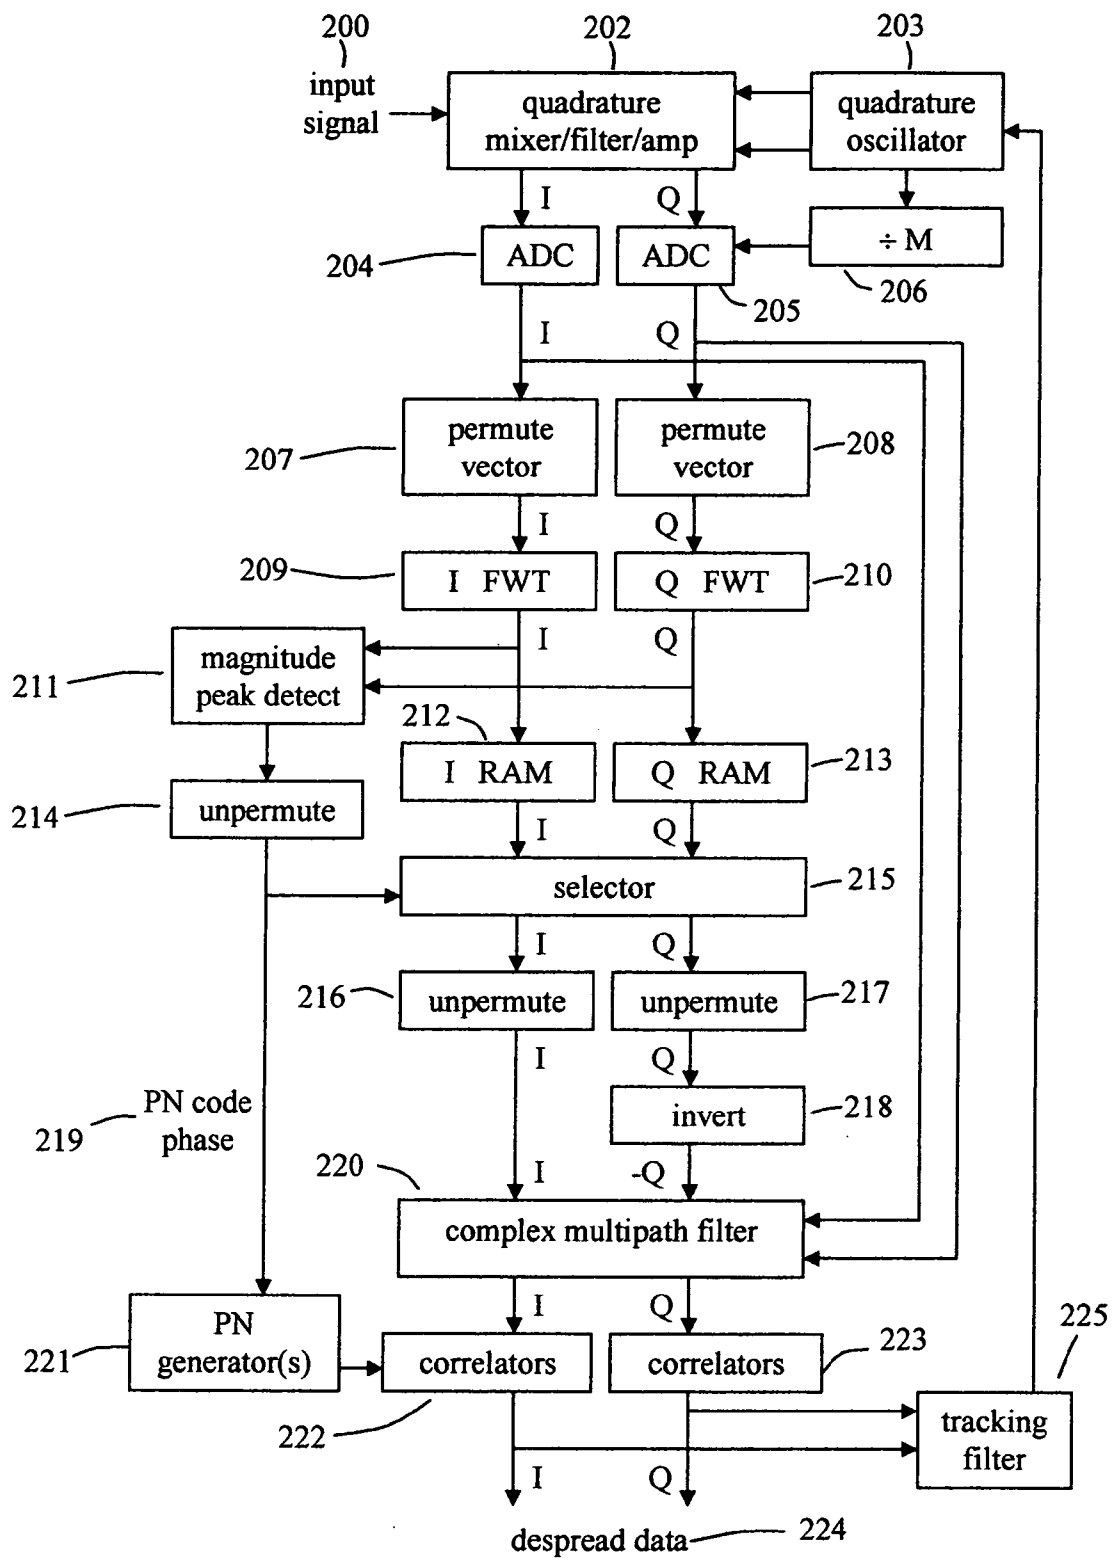 200
202
203
input
signal
quadrature
mixer/filter/amp
quadrature
oscillator
I
Q
204
ADC
ADC
÷ M
206
205
I
Q
207
permute
vector
permute
vector
208
I
Q
209
I FWT
Q FWT
210
I
Q
211
magnitude
peak detect
212
I RAM
Q RAM
213
214
unpermute
I
Q
selector
215
I
Q
216
unpermute
unpermute
217
I
Q
219
PN code
phase
invert
218
220
I
-Q
complex multipath filter
I
Q
221
PN
generator(s)
correlators
correlators
223
225
222
tracking
filter
I
Q
despread data
224